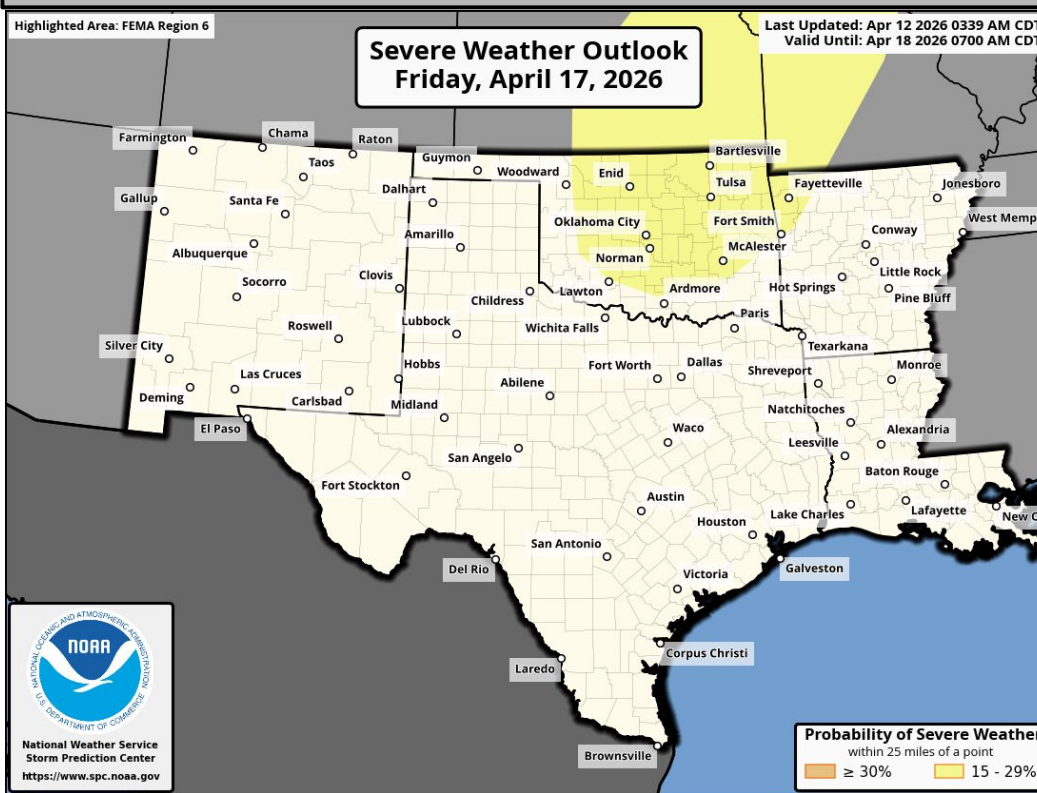 Highlighted Area: FEMA Region 6
Last Updated: Apr 12 2026 0339 AM CDT
Valid Until: Apr 18 2026 0700 AM CDT
Severe Weather Outlook
Friday, April 17, 2026
Farmington
Chama
Raton
Taos
Guymon
Woodward
Enid
Bartlesville
Tulsa
Fayetteville
Jonesboro
Gallup
Santa Fe
Dalhart
Oklahoma City
Fort Smith
West Memp
Amarillo
Conway
Albuquerque
Norman
McAlester
Socorro
Clovis
Little Rock
Childress
Lawton
Ardmore
Hot Springs
Pine Bluff
Roswell
Lubbock
Wichita Falls
Paris
Silver City
Texarkana
Las Cruces
Hobbs
Fort Worth
Dallas
Shreveport
Monroe
Deming
Carlsbad
Midland
Abilene
Natchitoches
El Paso
Waco
Leesville
Alexandria
San Angelo
Baton Rouge
Fort Stockton
Austin
Lake Charles
Lafayette
New O
Houston
San Antonio
Del Rio
Galveston
Victoria
Laredo
Corpus Christi
Brownsville
NATIONAL OCEANIC AND ATMOSPHERIC ADMINISTRATION
NOAA
U.S. DEPARTMENT OF COMMERCE
National Weather Service
Storm Prediction Center
https://www.spc.noaa.gov
Probability of Severe Weather
within 25 miles of a point
≥ 30%
15 - 29%